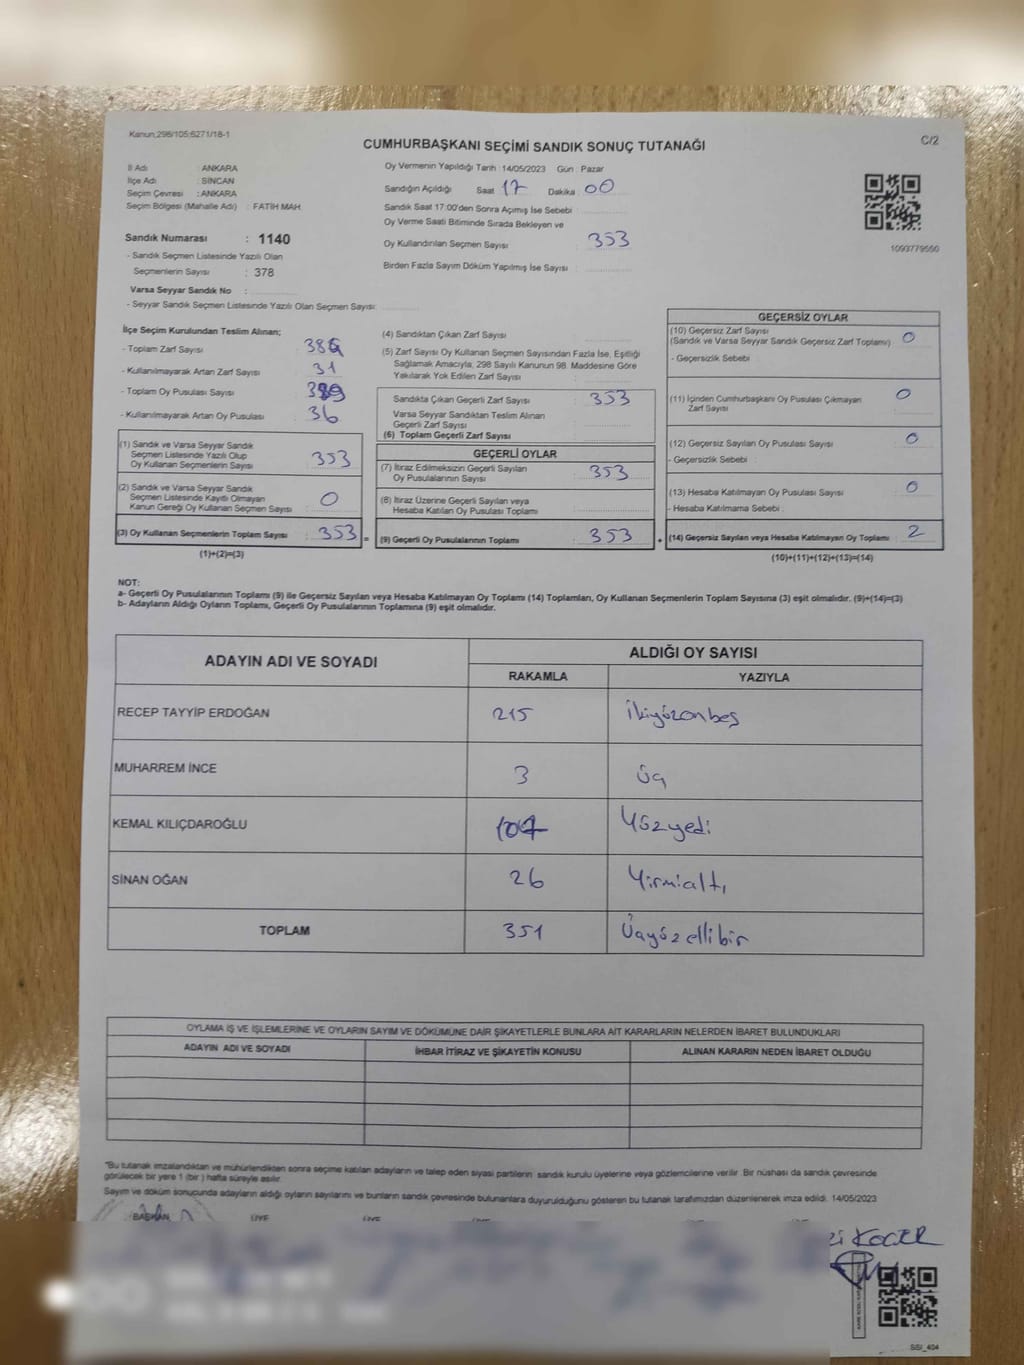 Kanun,298/105;6271/18-1
C/2
CUMHURBAŞKANI SEÇİMİ SANDIK SONUÇ TUTANAĞI
İl Adı : ANKARA
İlçe Adı : SİNCAN
Seçim Çevresi : ANKARA
Seçim Bölgesi (Mahalle Adı) : FATİH MAH.
Sandık Numarası : 1140
- Sandık Seçmen Listesinde Yazılı Olan
Seçmenlerin Sayısı : 378
Varsa Seyyar Sandık No :
- Seyyar Sandık Seçmen Listesinde Yazılı Olan Seçmen Sayısı:
Oy Vermenin Yapıldığı Tarih : 14/05/2023 Gün : Pazar
Sandığın Açıldığı Saat 17 Dakika : 00
Sandık Saat 17:00'den Sonra Açmış İse Sebebi :
Oy Verme Saati Bitiminde Sırada Bekleyen ve
Oy Kullandırılan Seçmen Sayısı : 353
Birden Fazla Sayım Döküm Yapılmış İse Sayısı :
1093779550
İlçe Seçim Kurulundan Teslim Alınan;
- Toplam Zarf Sayısı : 384
- Kullanılmayarak Artan Zarf Sayısı : 31
- Toplam Oy Pusulası Sayısı : 389
- Kullanılmayarak Artan Oy Pusulası : 36
(1) Sandık ve Varsa Seyyar Sandık
Seçmen Listesinde Yazılı Olup
Oy Kullanan Seçmenlerin Sayısı : 353
(2) Sandık ve Varsa Seyyar Sandık
Seçmen Listesinde Kayıtlı Olmayan
Kanun Gereği Oy Kullanan Seçmen Sayısı : 0
(3) Oy Kullanan Seçmenlerin Toplam Sayısı : 353 =
(1)+(2)=(3)
(4) Sandıktan Çıkan Zarf Sayısı :
(5) Zarf Sayısı Oy Kullanan Seçmen Sayısından Fazla İse, Eşitliği
Sağlamak Amacıyla; 298 Sayılı Kanunun 98. Maddesine Göre
Yakılarak Yok Edilen Zarf Sayısı :
Sandıkta Çıkan Geçerli Zarf Sayısı : 353
Varsa Seyyar Sandıktan Teslim Alınan
Geçerli Zarf Sayısı :
(6) Toplam Geçerli Zarf Sayısı :
GEÇERLİ OYLAR
(7) İtiraz Edilmeksizin Geçerli Sayılan
Oy Pusulalarının Sayısı : 353
(8) İtiraz Üzerine Geçerli Sayılan veya
Hesaba Katılan Oy Pusulası Toplamı :
(9) Geçerli Oy Pusulalarının Toplamı : 353 +
GEÇERSİZ OYLAR
(10) Geçersiz Zarf Sayısı
(Sandık ve Varsa Seyyar Sandık Geçersiz Zarf Toplamı) : 0
- Geçersizlik Sebebi :
(11) İçinden Cumhurbaşkanı Oy Pusulası Çıkmayan
Zarf Sayısı : 0
(12) Geçersiz Sayılan Oy Pusulası Sayısı : 0
- Geçersizlik Sebebi :
(13) Hesaba Katılmayan Oy Pusulası Sayısı : 0
- Hesaba Katılmama Sebebi :
(14) Geçersiz Sayılan veya Hesaba Katılmayan Oy Toplamı : 2
(10)+(11)+(12)+(13)=(14)
NOT:
a- Geçerli Oy Pusulalarının Toplamı (9) ile Geçersiz Sayılan veya Hesaba Katılmayan Oy Toplamı (14) Toplamları, Oy Kullanan Seçmenlerin Toplam Sayısına (3) eşit olmalıdır. (9)+(14)=(3)
b- Adayların Aldığı Oyların Toplamı, Geçerli Oy Pusulalarının Toplamına (9) eşit olmalıdır.
ADAYIN ADI VE SOYADI ALDIĞI OY SAYISI
RAKAMLA YAZIYLA
RECEP TAYYİP ERDOĞAN 215 İkiyüzonbeş
MUHARREM İNCE 3 üç
KEMAL KILIÇDAROĞLU 107 Yüzyedi
SİNAN OĞAN 26 Yirmialtı
TOPLAM 351 Üçyüzellibir
OYLAMA İŞ VE İŞLEMLERİNE VE OYLARIN SAYIM VE DÖKÜMÜNE DAİR ŞİKAYETLERLE BUNLARA AİT KARARLARIN NELERDEN İBARET BULUNDUKLARI
ADAYIN ADI VE SOYADI İHBAR İTİRAZ VE ŞİKAYETİN KONUSU ALINAN KARARIN NEDEN İBARET OLDUĞU
"Bu tutanak imzalandıktan ve mühürlendikten sonra seçime katılan adayların ve talep eden siyasi partilerin sandık kurulu üyelerine veya gözlemcilerine verilir. Bir nüshası da sandık çevresinde
görülecek bir yere 1 (bir ) hafta süreyle asılır.
Sayım ve döküm sonucunda adayların aldığı oyların sayılarını ve bunların sandık çevresinde bulunanlara duyurulduğunu gösteren bu tutanak tarafımızdan düzenlenerek imza edildi. 14/05/2023
BAŞKAN ÜYE ÜYE
KOÇER
SSI_404